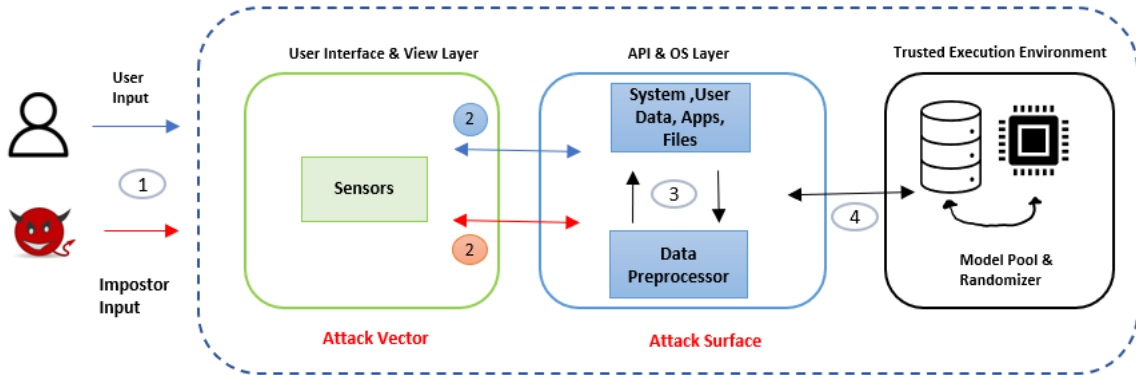 User Interface & View Layer
API & OS Layer
Trusted Execution Environment
User
Input
1
Impostor
Input
Sensors
2
2
System ,User
Data, Apps,
Files
3
Data
Preprocessor
4
Model Pool &
Randomizer
Attack Vector
Attack Surface